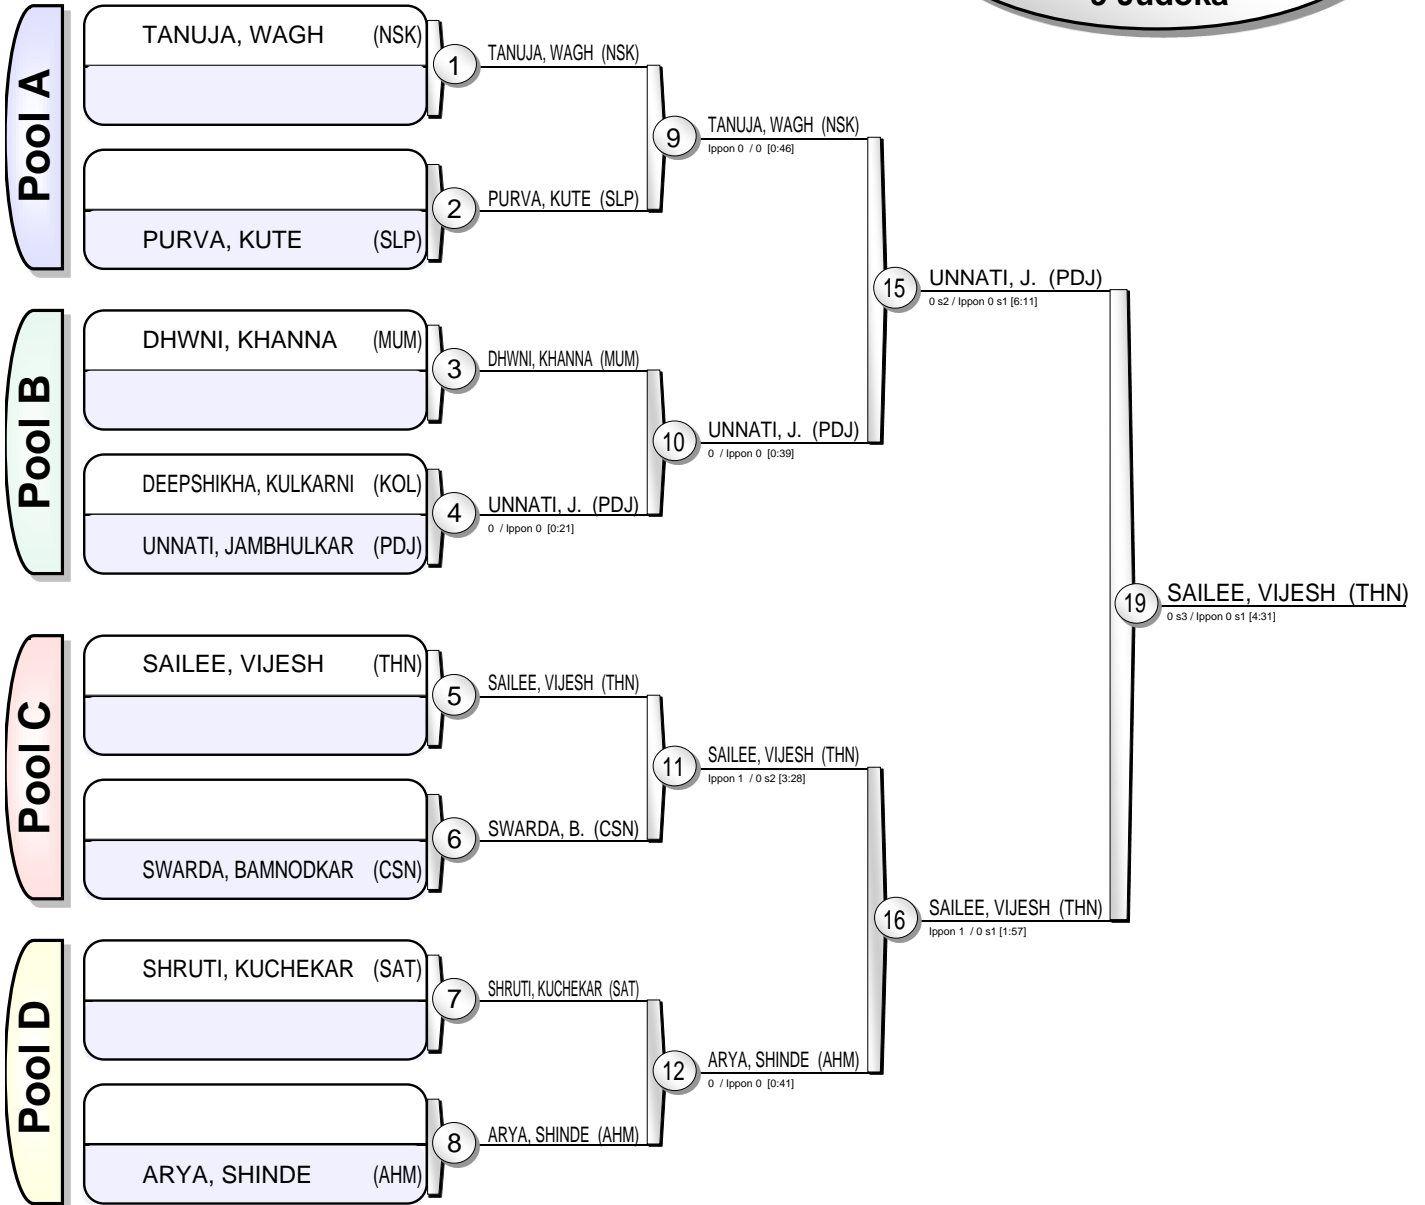 9 Judoka
Pool A
TANUJA, WAGH (NSK)
1
TANUJA, WAGH (NSK)
PURVA, KUTE (SLP)
2
PURVA, KUTE (SLP)
9
TANUJA, WAGH (NSK)
Ippon 0 / 0 [0:46]
Pool B
DHWNI, KHANNA (MUM)
3
DHWNI, KHANNA (MUM)
DEEPSHIKHA, KULKARNI (KOL)
UNNATI, JAMBHULKAR (PDJ)
4
UNNATI, J. (PDJ)
0 / Ippon 0 [0:21]
10
UNNATI, J. (PDJ)
0 / Ippon 0 [0:39]
15
UNNATI, J. (PDJ)
0 s2 / Ippon 0 s1 [6:11]
Pool C
SAILEE, VIJESH (THN)
5
SAILEE, VIJESH (THN)
SWARDA, BAMNODKAR (CSN)
6
SWARDA, B. (CSN)
11
SAILEE, VIJESH (THN)
Ippon 1 / 0 s2 [3:28]
Pool D
SHRUTI, KUCHEKAR (SAT)
7
SHRUTI, KUCHEKAR (SAT)
ARYA, SHINDE (AHM)
8
ARYA, SHINDE (AHM)
12
ARYA, SHINDE (AHM)
0 / Ippon 0 [0:41]
16
SAILEE, VIJESH (THN)
Ippon 1 / 0 s1 [1:57]
19
SAILEE, VIJESH (THN)
0 s3 / Ippon 0 s1 [4:31]